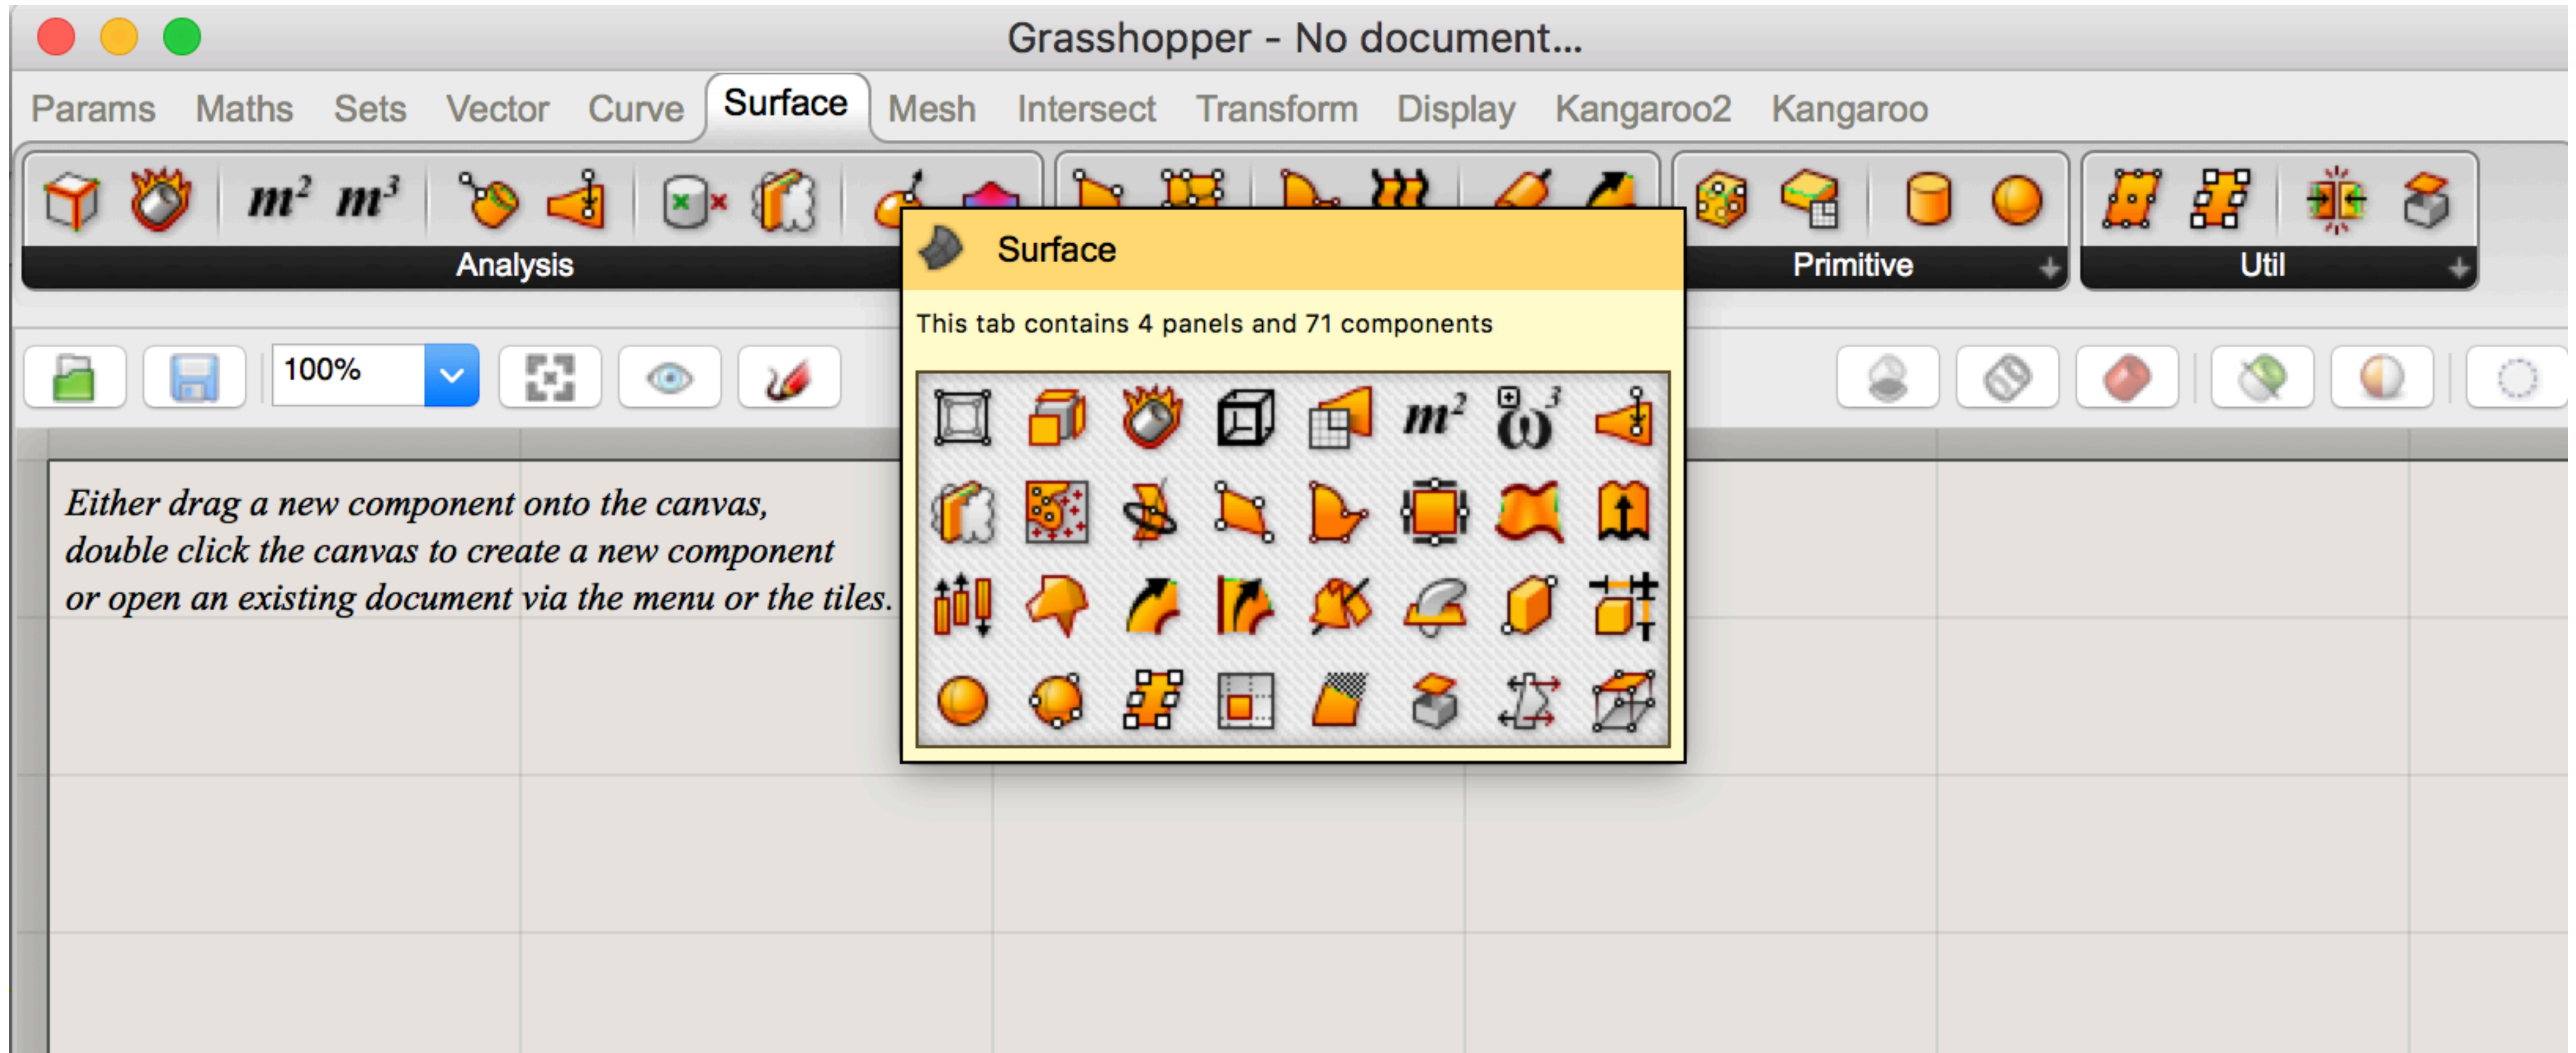 Grasshopper - No document...
Params Maths Sets Vector Curve Surface Mesh Intersect Transform Display Kangaroo2 Kangaroo
m² m³
Analysis
Primitive
Util
Surface
This tab contains 4 panels and 71 components
100%
m² ω³
Either drag a new component onto the canvas,
double click the canvas to create a new component
or open an existing document via the menu or the tiles.